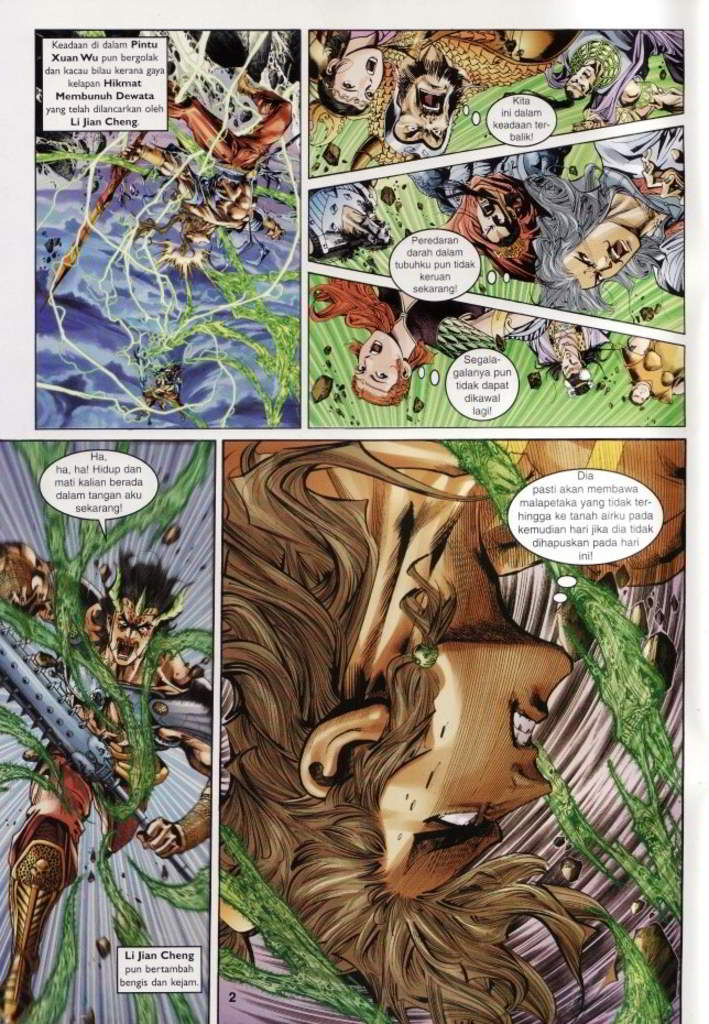 Keadaan di dalam Pintu
Xuan Wu pun bergolak
dan kacau bilau kerana gaya
kelapan Hikmat
Membunuh Dewata
yang telah dilancarkan oleh
Li Jian Cheng.
Kita
dalam
keadaan ter-
balik!
Peredaran
darah dalam
tubuhku pun tidak
keruan
sekarang!
Segala-
galanya pun
tidak dapat
dikawal
lagi!
Ha,
ha, ha! Hidup dan
mati kalian berada
dalam tangan aku
sekarang!
Dia
pasti akan membawa
malapetaka yang tidak ter-
hingga ke tanah airku pada
kemudian hari jika dia tidak
dihapuskan pada hari
ini!
Li Jian Cheng
pun bertambah
bengis dan kejam.
2